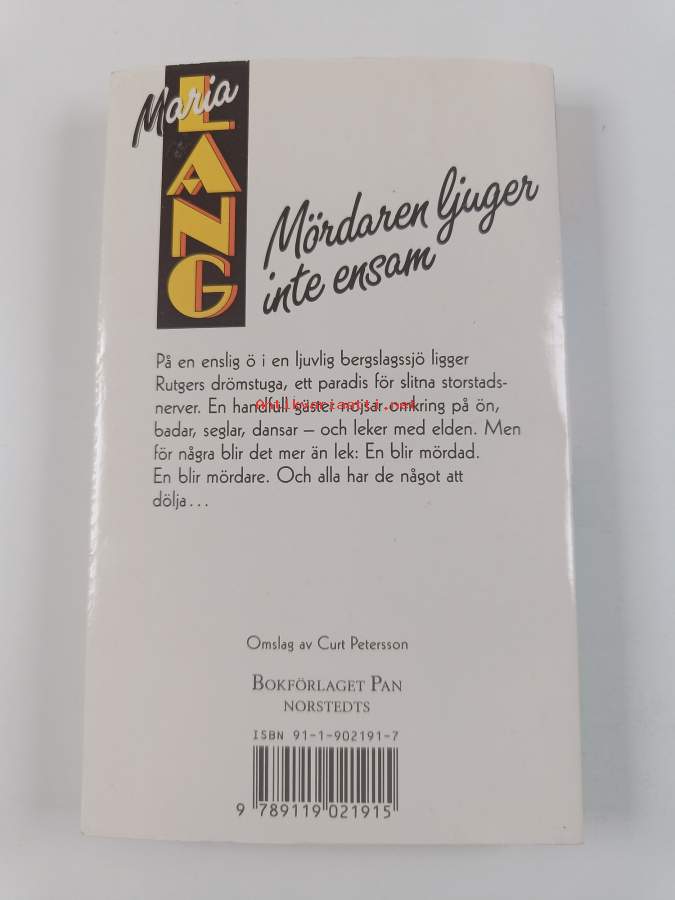 Maria
LANG
Mördaren ljuger
inte ensam
På en enslig ö i en ljuvlig bergslagssjö ligger
Rutgers drömstuga, ett paradis för slitna storstads-
nerver. En handfull gäster nojsar omkring på ön,
badar, seglar, dansar – och leker med elden. Men
för några blir det mer än lek: En blir mördad.
En blir mördare. Och alla har de något att
dölja...
Omslag av Curt Petersson
BOKFÖRLAGET PAN
NORSTEDTS
ISBN 91-1-902191-7
9 789119 021915